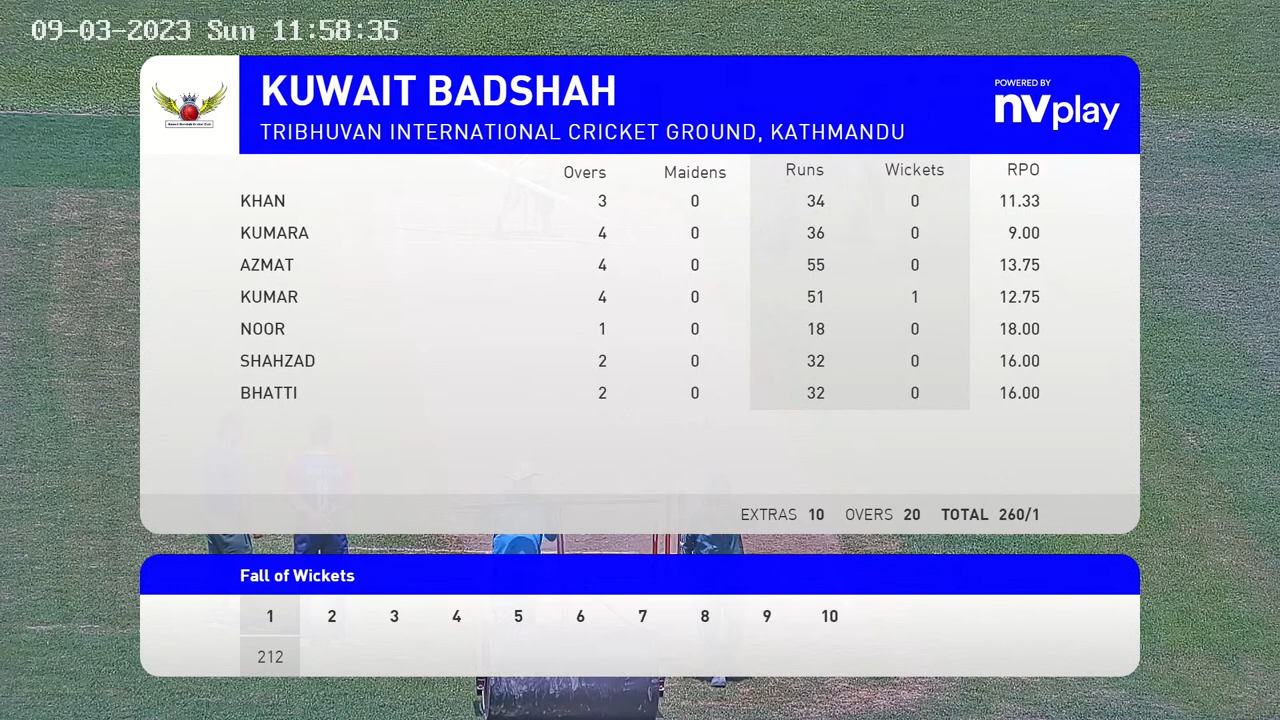 09-03-2023 Sun 11:58:35
KUWAIT BADSHAH
TRIBHUVAN INTERNATIONAL CRICKET GROUND, KATHMANDU
POWERED BY
nvplay
Overs Maidens Runs Wickets RPO
KHAN 3 0 34 0 11.33
KUMARA 4 0 36 0 9.00
AZMAT 4 0 55 0 13.75
KUMAR 4 0 51 1 12.75
NOOR 1 0 18 0 18.00
SHAHZAD 2 0 32 0 16.00
BHATTI 2 0 32 0 16.00
EXTRAS 10 OVERS 20 TOTAL 260/1
Fall of Wickets
1 2 3 4 5 6 7 8 9 10
212